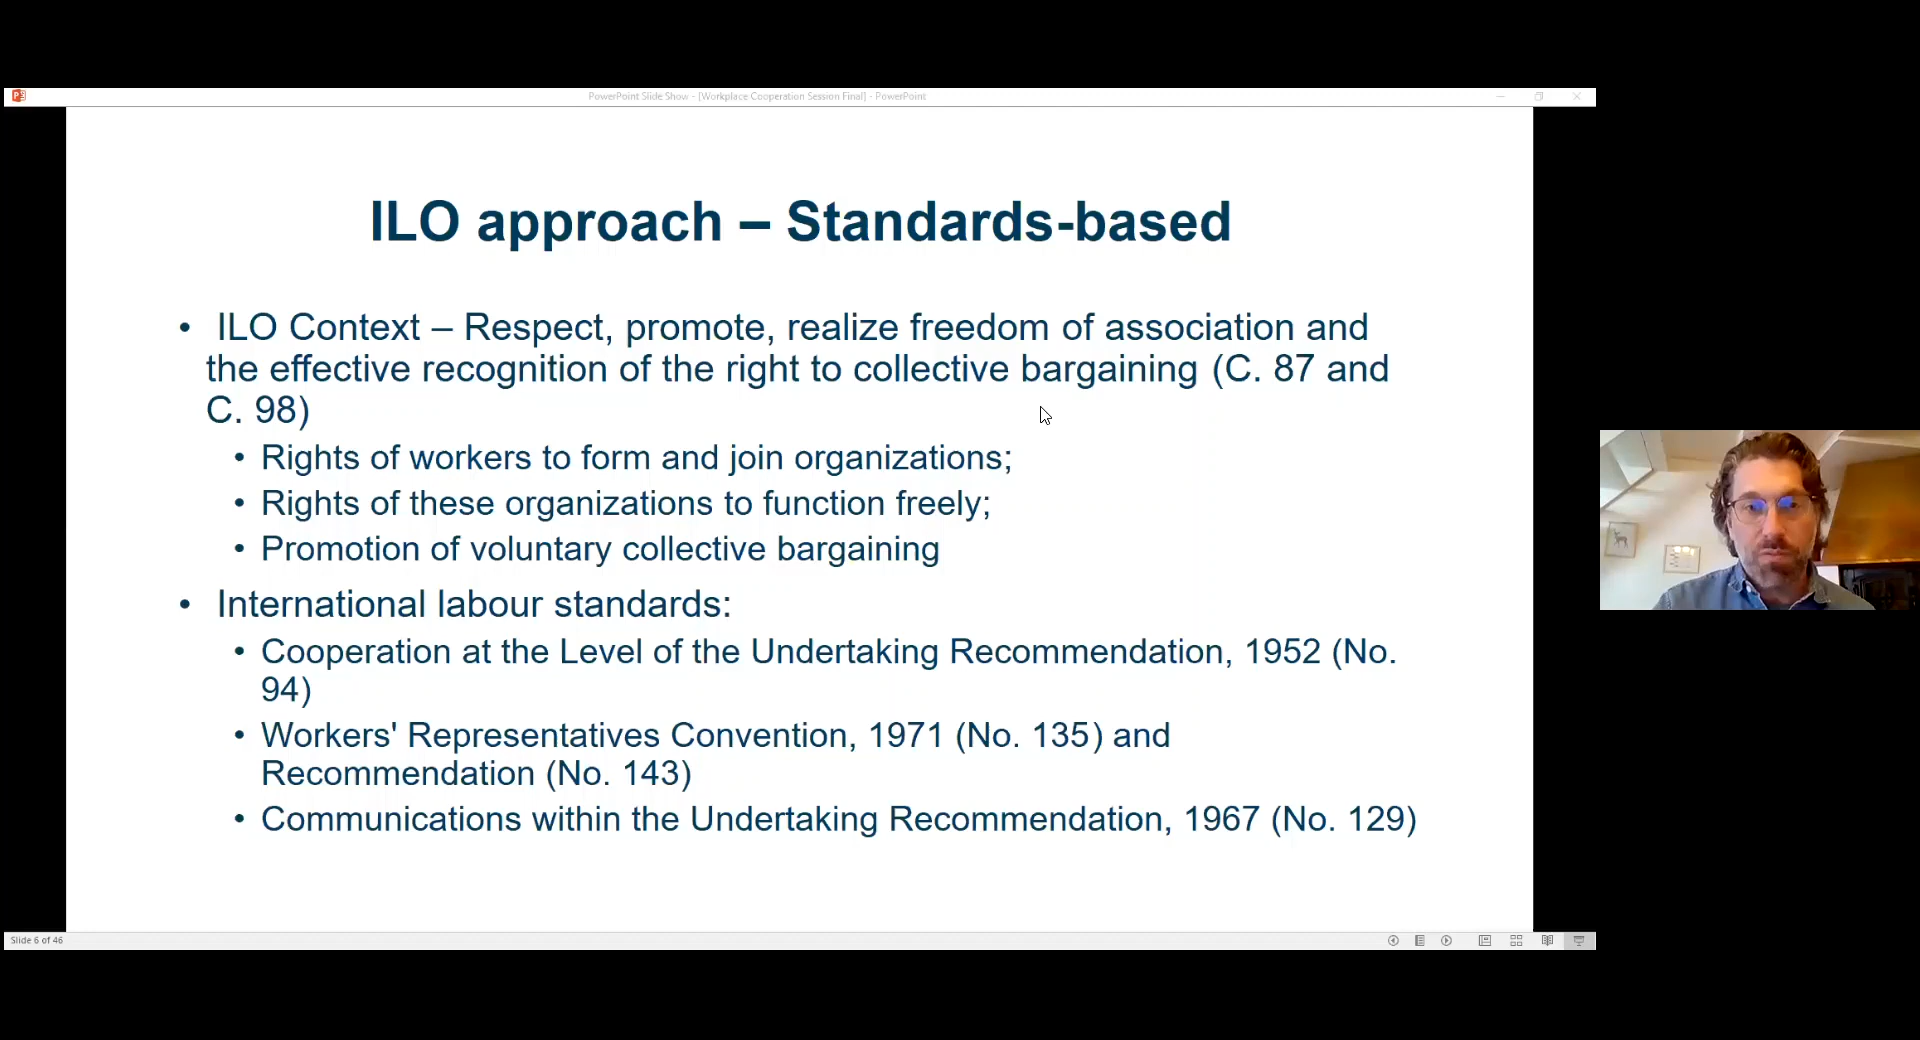 PowerPoint Slide Show - [Workplace Cooperation Session Final] - PowerPoint
ILO approach – Standards-based
• ILO Context – Respect, promote, realize freedom of association and
the effective recognition of the right to collective bargaining (C. 87 and
C. 98)
• Rights of workers to form and join organizations;
• Rights of these organizations to function freely;
• Promotion of voluntary collective bargaining
• International labour standards:
• Cooperation at the Level of the Undertaking Recommendation, 1952 (No.
94)
• Workers' Representatives Convention, 1971 (No. 135) and
Recommendation (No. 143)
• Communications within the Undertaking Recommendation, 1967 (No. 129)
Slide 6 of 46